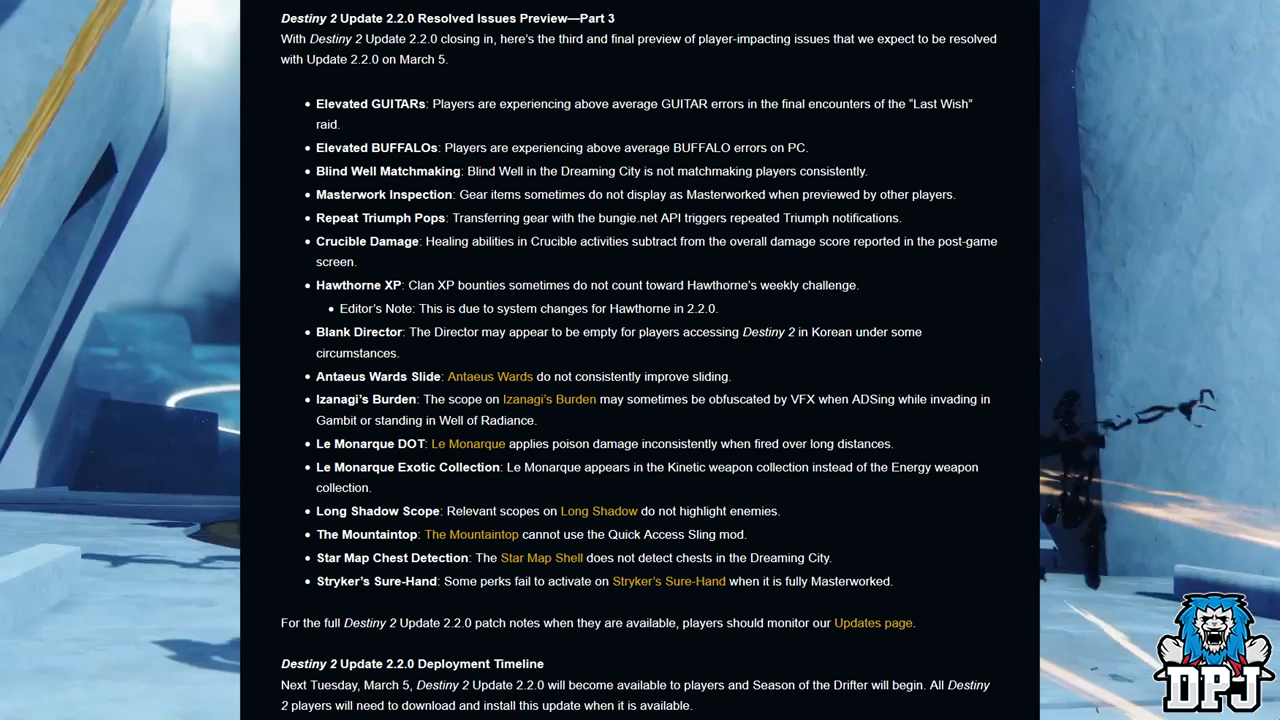 Destiny 2 Update 2.2.0 Resolved Issues Preview—Part 3
With Destiny 2 Update 2.2.0 closing in, here's the third and final preview of player-impacting issues that we expect to be resolved
with Update 2.2.0 on March 5.
• Elevated GUITARs: Players are experiencing above average GUITAR errors in the final encounters of the "Last Wish"
raid.
• Elevated BUFFALOs: Players are experiencing above average BUFFALO errors on PC.
• Blind Well Matchmaking: Blind Well in the Dreaming City is not matchmaking players consistently.
• Masterwork Inspection: Gear items sometimes do not display as Masterworked when previewed by other players.
• Repeat Triumph Pops: Transferring gear with the bungie.net API triggers repeated Triumph notifications.
• Crucible Damage: Healing abilities in Crucible activities subtract from the overall damage score reported in the post-game
screen.
• Hawthorne XP: Clan XP bounties sometimes do not count toward Hawthorne's weekly challenge.
• Editor's Note: This is due to system changes for Hawthorne in 2.2.0.
• Blank Director: The Director may appear to be empty for players accessing Destiny 2 in Korean under some
circumstances.
• Antaeus Wards Slide: Antaeus Wards do not consistently improve sliding.
• Izanagi's Burden: The scope on Izanagi's Burden may sometimes be obfuscated by VFX when ADSing while invading in
Gambit or standing in Well of Radiance.
• Le Monarque DOT: Le Monarque applies poison damage inconsistently when fired over long distances.
• Le Monarque Exotic Collection: Le Monarque appears in the Kinetic weapon collection instead of the Energy weapon
collection.
• Long Shadow Scope: Relevant scopes on Long Shadow do not highlight enemies.
• The Mountaintop: The Mountaintop cannot use the Quick Access Sling mod.
• Star Map Chest Detection: The Star Map Shell does not detect chests in the Dreaming City.
• Stryker's Sure-Hand: Some perks fail to activate on Stryker's Sure-Hand when it is fully Masterworked.
For the full Destiny 2 Update 2.2.0 patch notes when they are available, players should monitor our Updates page.
Destiny 2 Update 2.2.0 Deployment Timeline
Next Tuesday, March 5, Destiny 2 Update 2.2.0 will become available to players and Season of the Drifter will begin. All Destiny
2 players will need to download and install this update when it is available.
DPJ